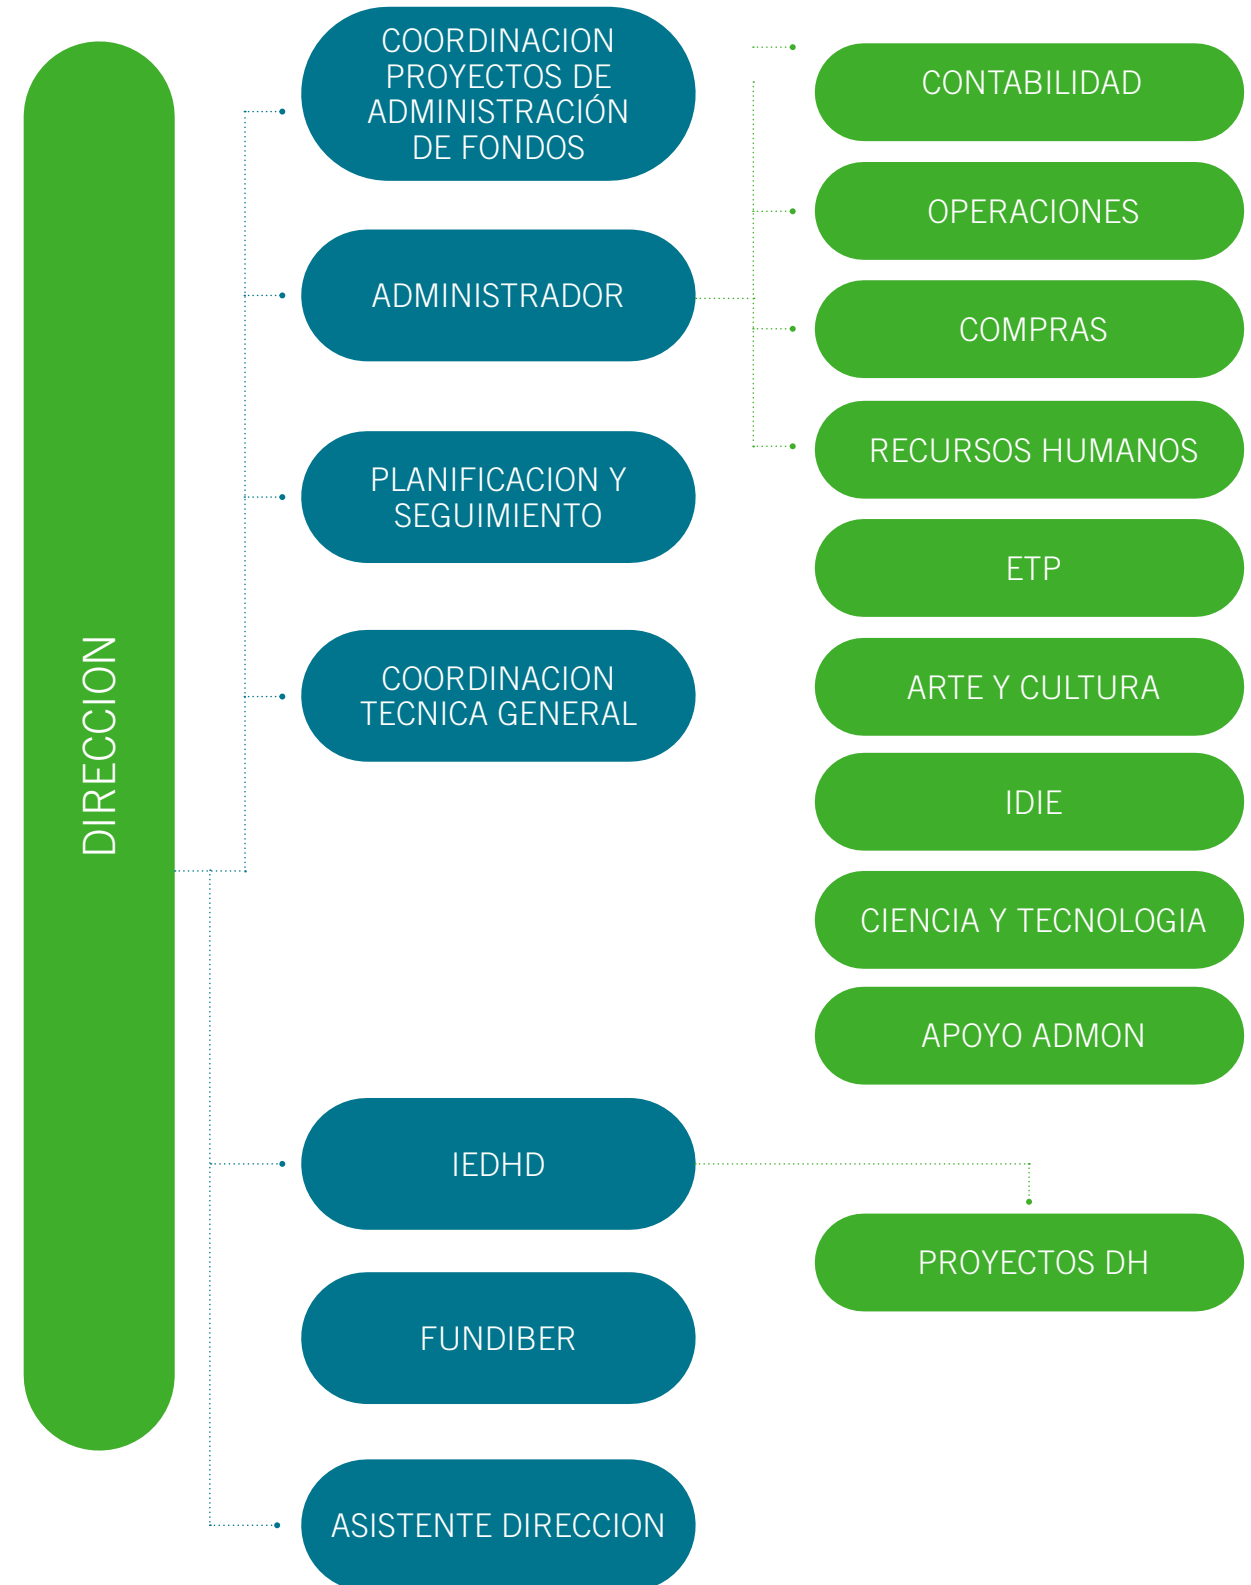 DIRECCION
COORDINACION
PROYECTOS DE
ADMINISTRACIÓN
DE FONDOS
ADMINISTRADOR
PLANIFICACION Y
SEGUIMIENTO
COORDINACION
TECNICA GENERAL
IEDHD
FUNDIBER
ASISTENTE DIRECCION
CONTABILIDAD
OPERACIONES
COMPRAS
RECURSOS HUMANOS
ETP
ARTE Y CULTURA
IDIE
CIENCIA Y TECNOLOGIA
APOYO ADMON
PROYECTOS DH